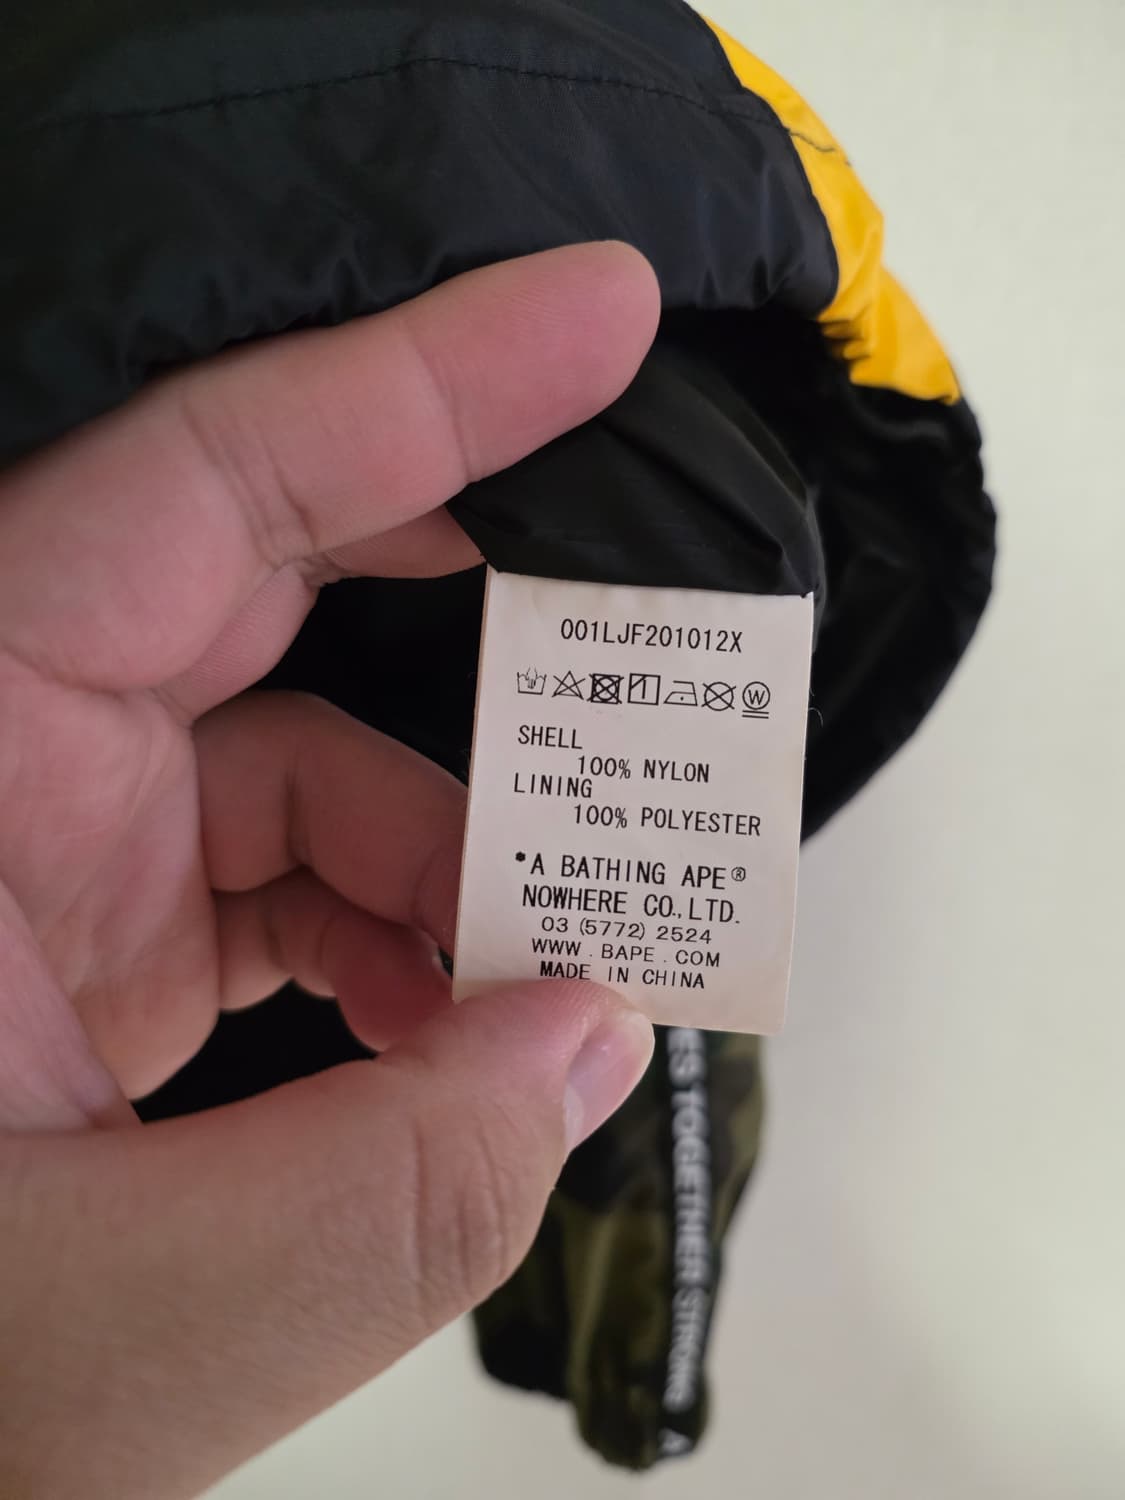 001LJF201012X
SHELL
100% NYLON
LINING
100% POLYESTER
*A BATHING APE®
NOWHERE CO., LTD.
03 (5772) 2524
WWW . BAPE . COM
MADE IN CHINA
TOGETHER STRONG A